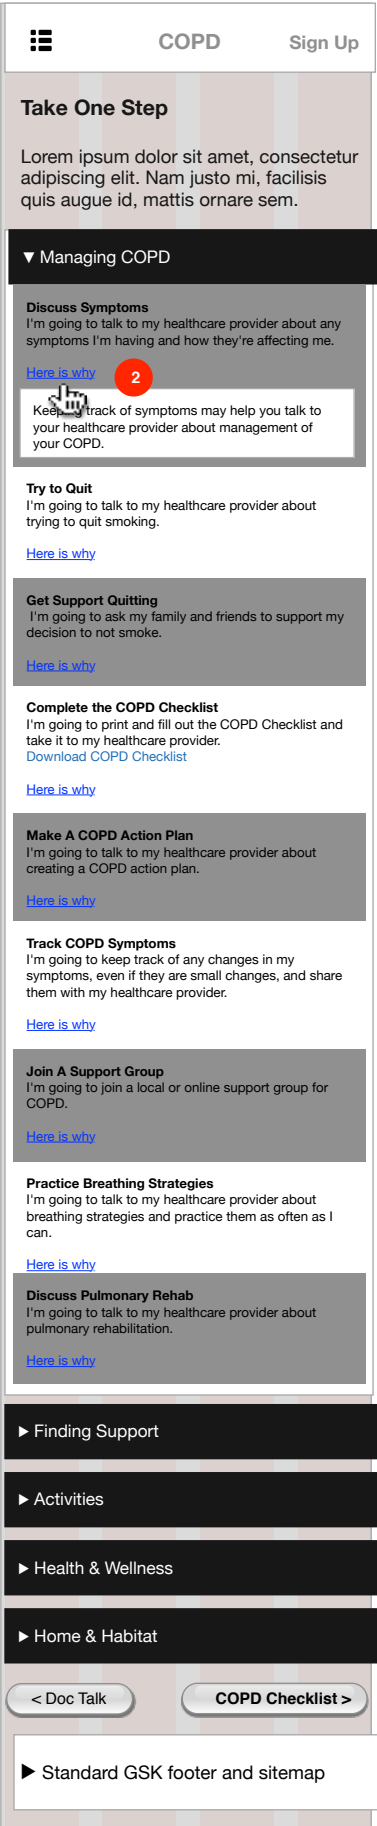 COPD Sign Up
Take One Step
Lorem ipsum dolor sit amet, consectetur
adipiscing elit. Nam justo mi, facilisis
quis augue id, mattis ornare sem.
▼ Managing COPD
Discuss Symptoms
I'm going to talk to my healthcare provider about any
symptoms I'm having and how they're affecting me.
Here is why
2
Keeping track of symptoms may help you talk to
your healthcare provider about management of
your COPD.
Try to Quit
I'm going to talk to my healthcare provider about
trying to quit smoking.
Here is why
Get Support Quitting
I'm going to ask my family and friends to support my
decision to not smoke.
Here is why
Complete the COPD Checklist
I'm going to print and fill out the COPD Checklist and
take it to my healthcare provider.
Download COPD Checklist
Here is why
Make A COPD Action Plan
I'm going to talk to my healthcare provider about
creating a COPD action plan.
Here is why
Track COPD Symptoms
I'm going to keep track of any changes in my
symptoms, even if they are small changes, and share
them with my healthcare provider.
Here is why
Join A Support Group
I'm going to join a local or online support group for
COPD.
Here is why
Practice Breathing Strategies
I'm going to talk to my healthcare provider about
breathing strategies and practice them as often as I
can.
Here is why
Discuss Pulmonary Rehab
I'm going to talk to my healthcare provider about
pulmonary rehabilitation.
Here is why
▶ Finding Support
▶ Activities
▶ Health & Wellness
▶ Home & Habitat
< Doc Talk
COPD Checklist >
▶ Standard GSK footer and sitemap